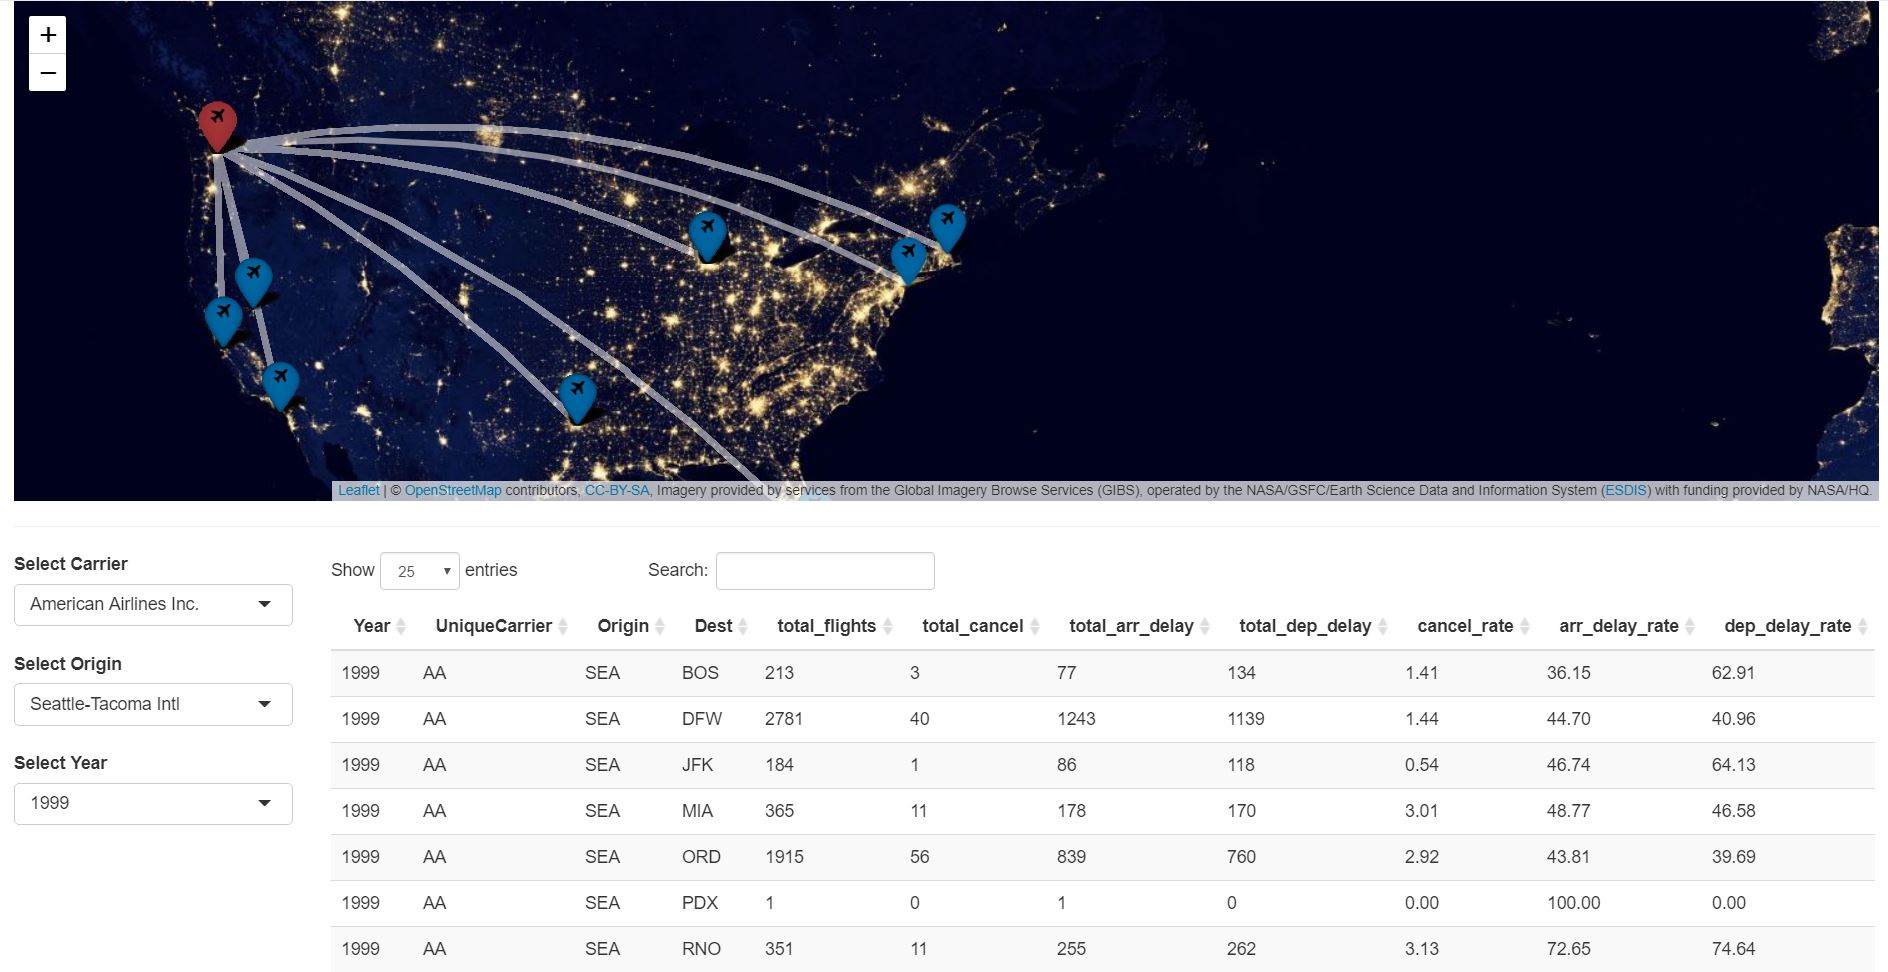 +
−
Leaflet | © OpenStreetMap contributors, CC-BY-SA, Imagery provided by services from the Global Imagery Browse Services (GIBS), operated by the NASA/GSFC/Earth Science Data and Information System (ESDIS) with funding provided by NASA/HQ.
Select Carrier
American Airlines Inc.
Select Origin
Seattle-Tacoma Intl
Select Year
1999
Show 25 entries Search:
Year UniqueCarrier Origin Dest total_flights total_cancel total_arr_delay total_dep_delay cancel_rate arr_delay_rate dep_delay_rate
1999 AA SEA BOS 213 3 77 134 1.41 36.15 62.91
1999 AA SEA DFW 2781 40 1243 1139 1.44 44.70 40.96
1999 AA SEA JFK 184 1 86 118 0.54 46.74 64.13
1999 AA SEA MIA 365 11 178 170 3.01 48.77 46.58
1999 AA SEA ORD 1915 56 839 760 2.92 43.81 39.69
1999 AA SEA PDX 1 0 1 0 0.00 100.00 0.00
1999 AA SEA RNO 351 11 255 262 3.13 72.65 74.64